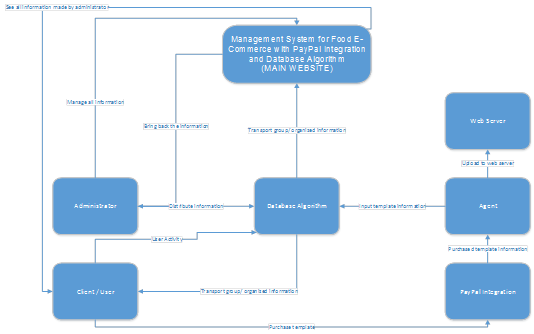 See all information made by administrator
Management System for Food E-
Commerce with PayPal Integration
and Database Algorithm
(MAIN WEBSITE)
Manage all information
Bring back the information
Transport group/ organised information
Web Server
Upload to web server
Administrator
Distribute information
Database Algorithm
Input template information
Agent
User Activity
Purchased template information
Client / User
Transport group/ organised information
PayPal integration
Purchase template